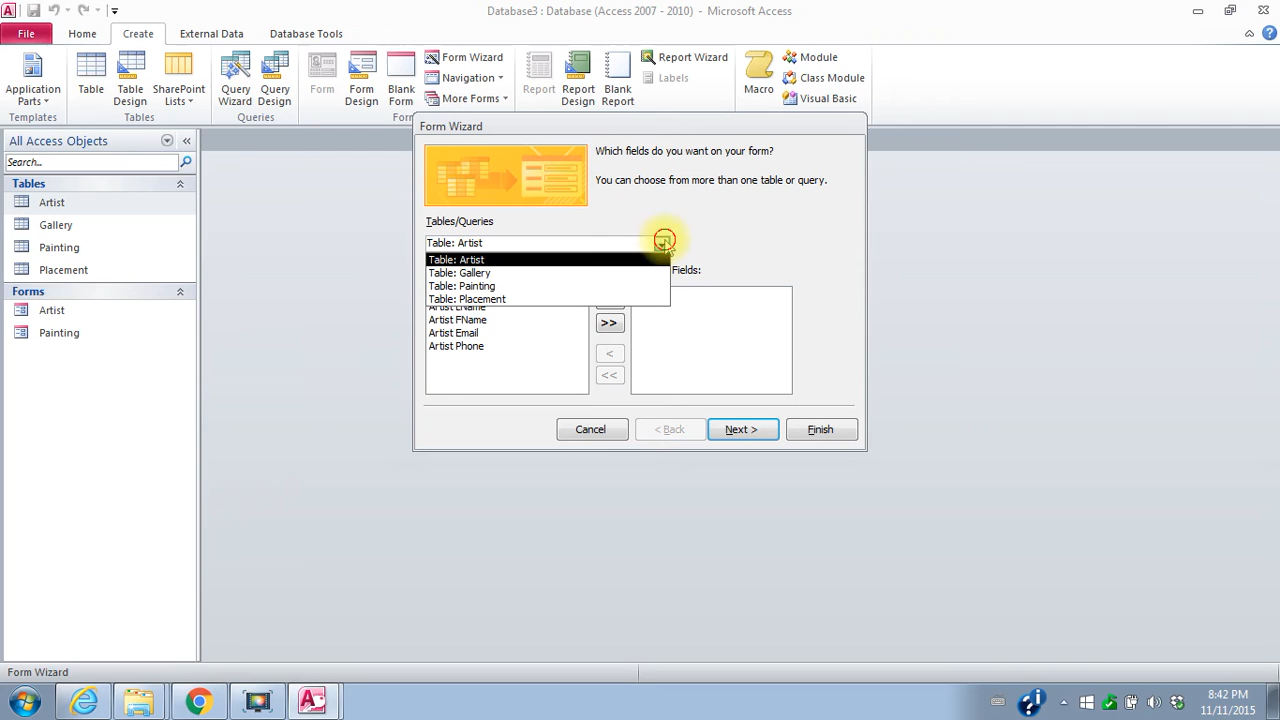 Database3 : Database (Access 2007 - 2010) - Microsoft Access
File Home Create External Data Database Tools
Application Parts
Table
Table Design
SharePoint Lists
Query Wizard
Query Design
Form
Form Design
Blank Form
Form Wizard
Navigation
More Forms
Report
Report Design
Blank Report
Report Wizard
Labels
Macro
Module
Class Module
Visual Basic
Templates Tables Queries
All Access Objects
Search...
Tables
Artist
Gallery
Painting
Placement
Forms
Artist
Painting
Form Wizard
Which fields do you want on your form?
You can choose from more than one table or query.
Tables/Queries
Table: Artist
Table: Artist
Table: Gallery
Table: Painting
Table: Placement
Fields:
Artist LName
Artist FName
Artist Email
Artist Phone
>>
<
<<
Cancel < Back Next > Finish
Form Wizard
8:42 PM
11/11/2015